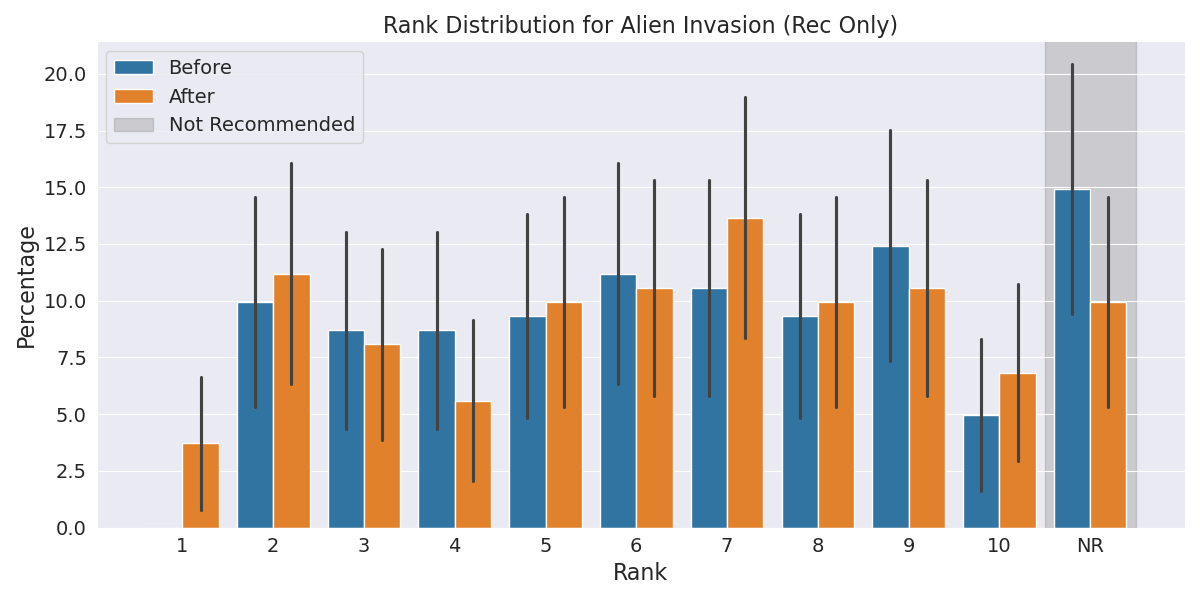 Rank Distribution for Alien Invasion (Rec Only)
Before
After
Not Recommended
Percentage
20.0
17.5
15.0
12.5
10.0
7.5
5.0
2.5
0.0
1 2 3 4 5 6 7 8 9 10 NR
Rank